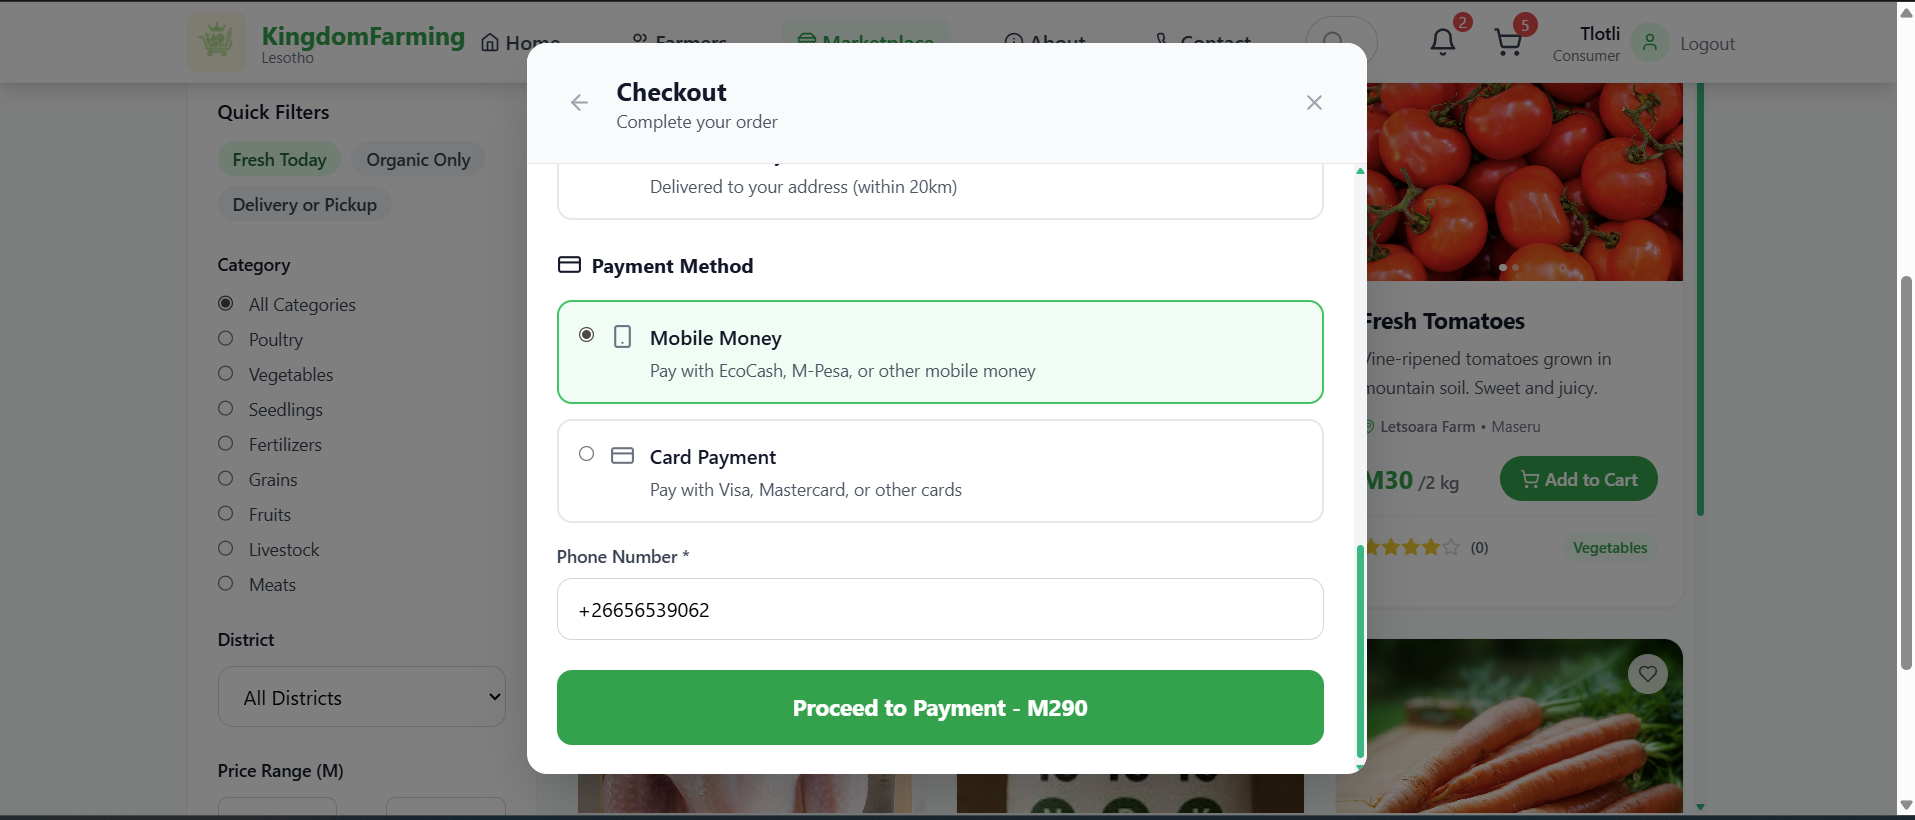 KingdomFarming
Lesotho
Home
Farmers
Marketplace
About
Contact
2
5
Tlotli
Consumer
Logout
Quick Filters
Fresh Today
Organic Only
Delivery or Pickup
Category
All Categories
Poultry
Vegetables
Seedlings
Fertilizers
Grains
Fruits
Livestock
Meats
District
All Districts
Price Range (M)
Checkout
Complete your order
Delivered to your address (within 20km)
Payment Method
Mobile Money
Pay with EcoCash, M-Pesa, or other mobile money
Card Payment
Pay with Visa, Mastercard, or other cards
Phone Number *
+26656539062
Proceed to Payment - M290
Fresh Tomatoes
Vine-ripened tomatoes grown in
mountain soil. Sweet and juicy.
Letsoara Farm • Maseru
M30 /2 kg
Add to Cart
(0)
Vegetables